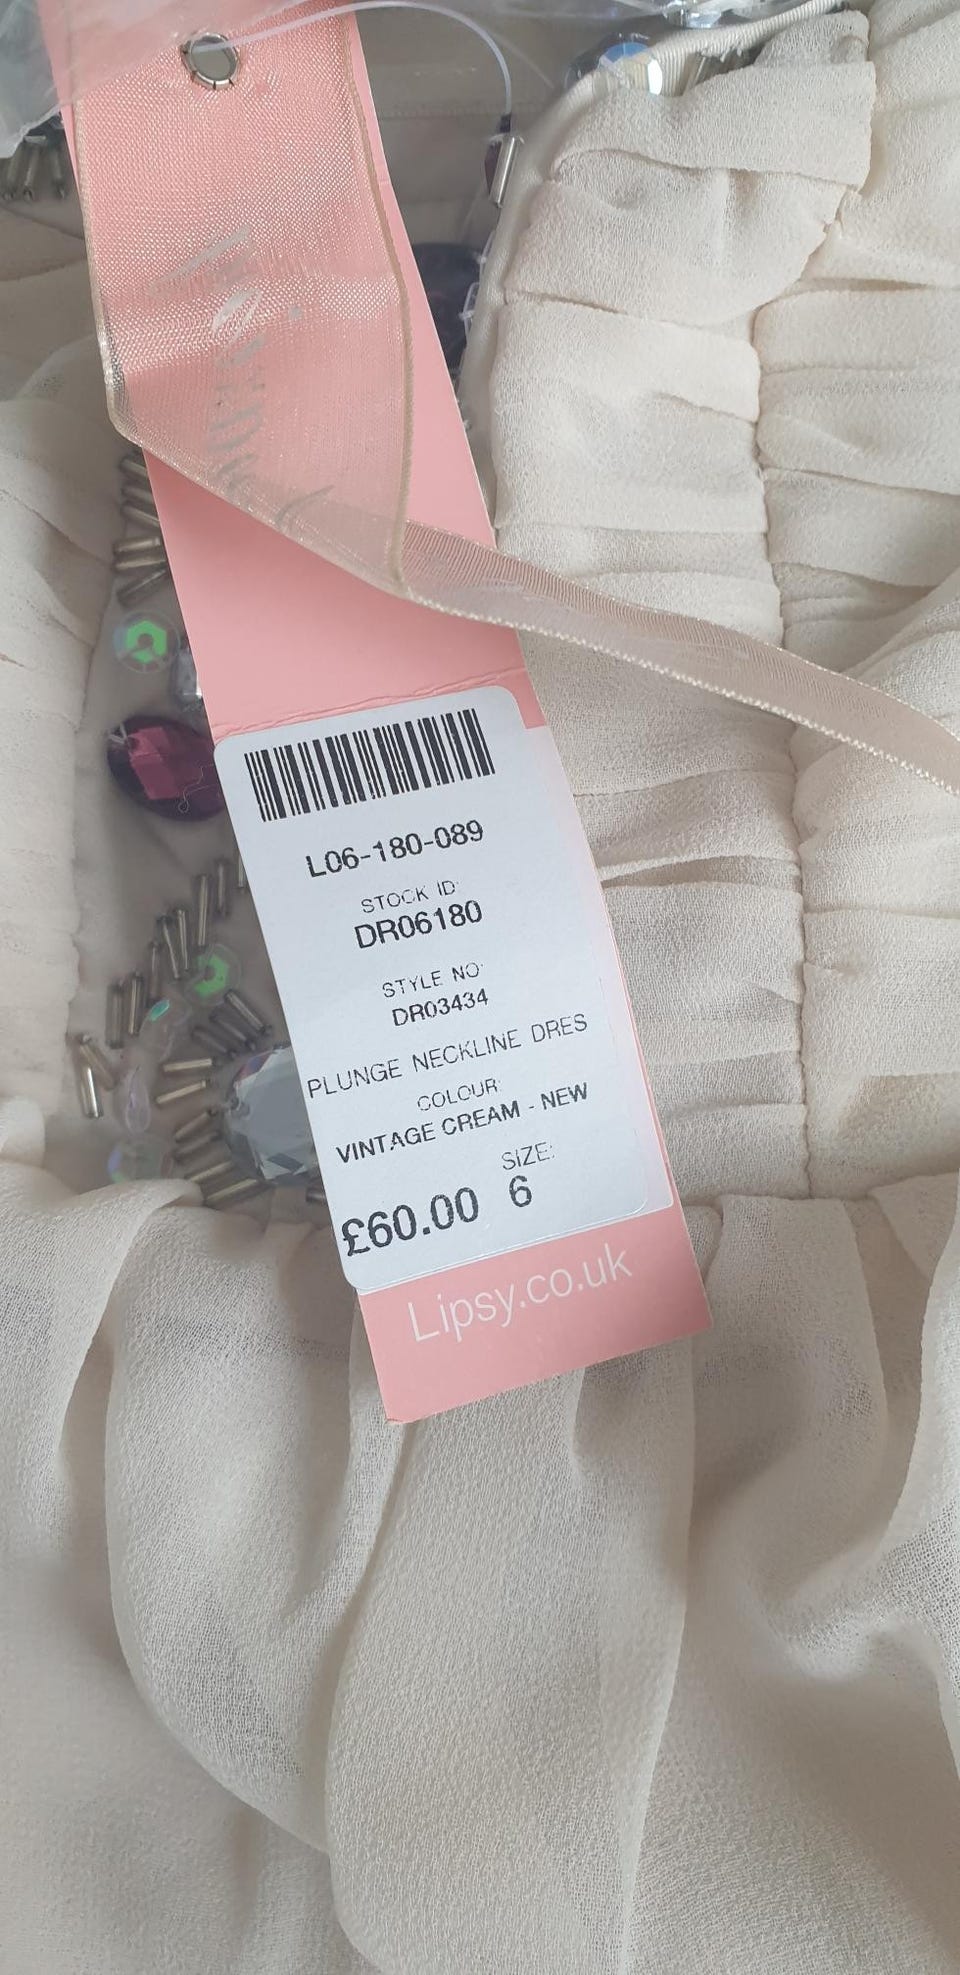 L06-180-089
STOCK ID:
DR06180
STYLE NO:
DR03434
PLUNGE NECKLINE DRES
COLOUR:
VINTAGE CREAM - NEW
SIZE:
£60.00 6
Lipsy.co.uk